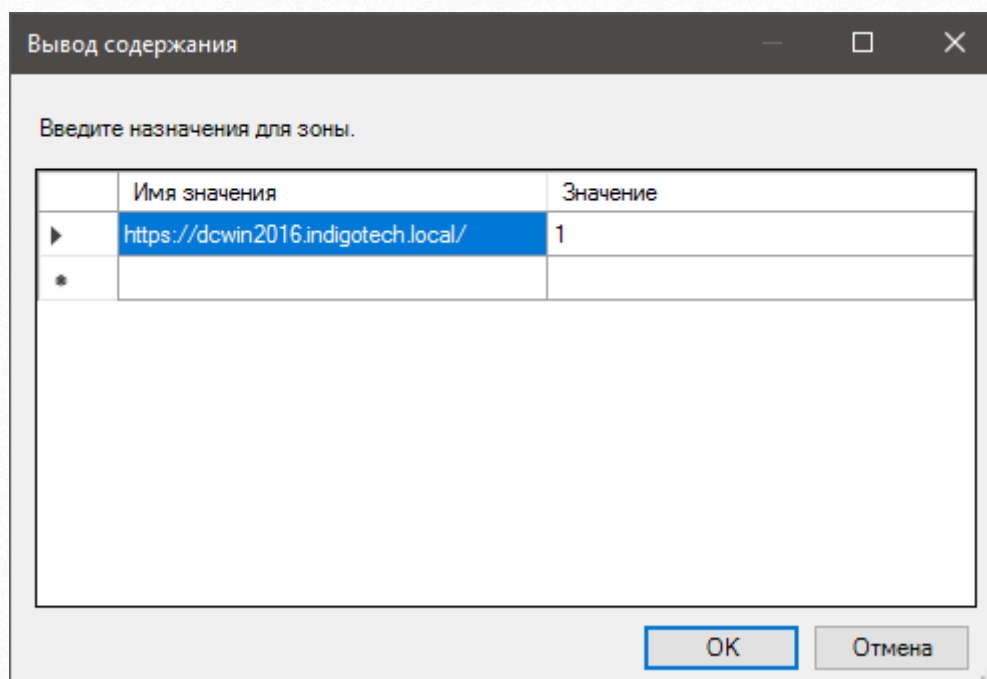 Вывод содержания
Введите назначения для зоны.
Имя значения Значение
https://dcwin2016.indigotech.local/ 1
OK Отмена